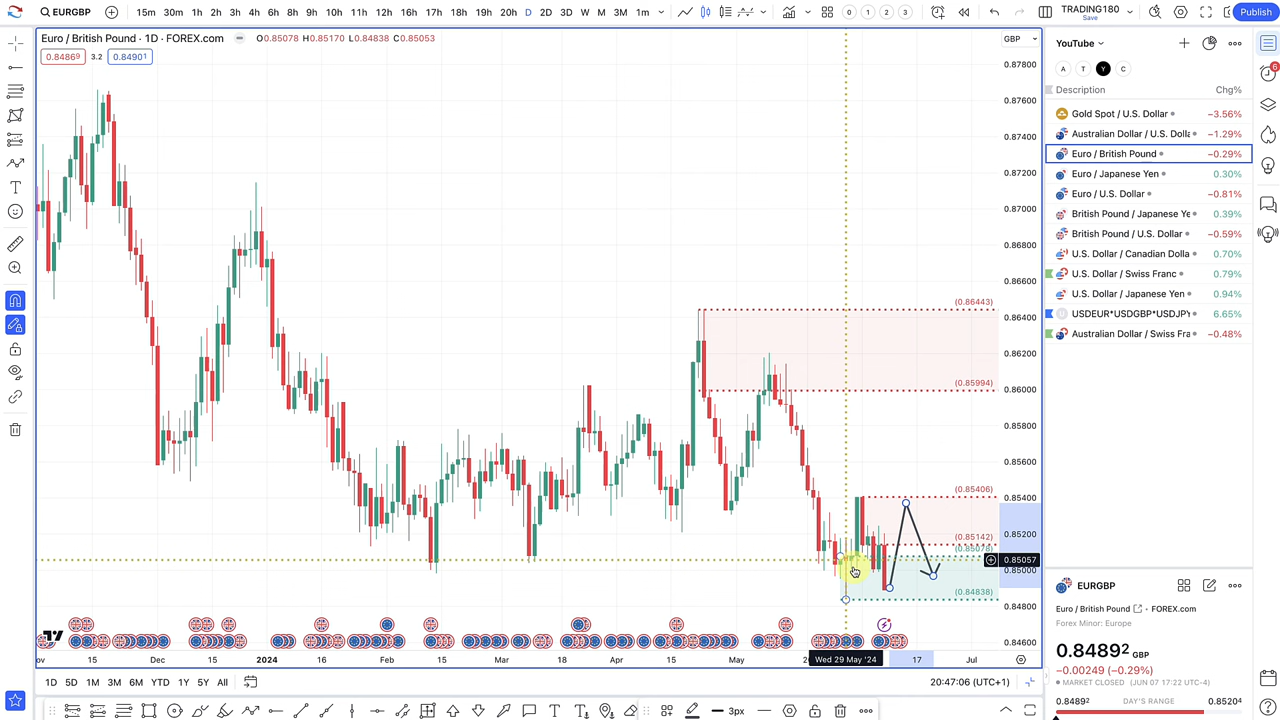 EURGBP
15m 30m 1h 2h 3h 4h 5h 6h 7h 8h 9h 10h 11h 12h 16h 17h 18h 19h 20h D 2D 3D W M 3M 1m
0 1 2 3
TRADING180
Save
Publish
Euro / British Pound · 1D · FOREX.com
O0.85078 H0.85170 L0.84838 C0.85053
0.84869 3.2 0.84901
GBP
0.87800
0.87600
0.87400
0.87200
0.87000
0.86800
0.86600
0.86400
0.86200
0.86000
0.85800
0.85600
0.85400
0.85200
0.85057
0.85000
0.84800
0.84600
(0.86443)
(0.85994)
(0.85406)
(0.85142)
(0.85078)
(0.84838)
ov 15 Dec 15 2024 16 Feb 15 Mar 18 Apr 15 May Wed 29 May '24 17 Jul
1D 5D 1M 3M 6M YTD 1Y 5Y All
20:47:06 (UTC+1)
3px
YouTube
A T Y C
Description Chg%
Gold Spot / U.S. Dollar −3.56%
Australian Dollar / U.S. Dolla −1.29%
Euro / British Pound −0.29%
Euro / Japanese Yen 0.30%
Euro / U.S. Dollar −0.81%
British Pound / Japanese Ye 0.39%
British Pound / U.S. Dollar −0.59%
U.S. Dollar / Canadian Dolla 0.70%
U.S. Dollar / Swiss Franc 0.79%
U.S. Dollar / Japanese Yen 0.94%
USDEUR*USDGBP*USDJPY 6.65%
Australian Dollar / Swiss Fra −0.48%
6
EURGBP
Euro / British Pound FOREX.com
Forex Minor: Europe
0.84892 GBP
−0.00249 (−0.29%)
MARKET CLOSED (JUN 07 17:22 UTC-4)
0.84892 DAY'S RANGE 0.85204